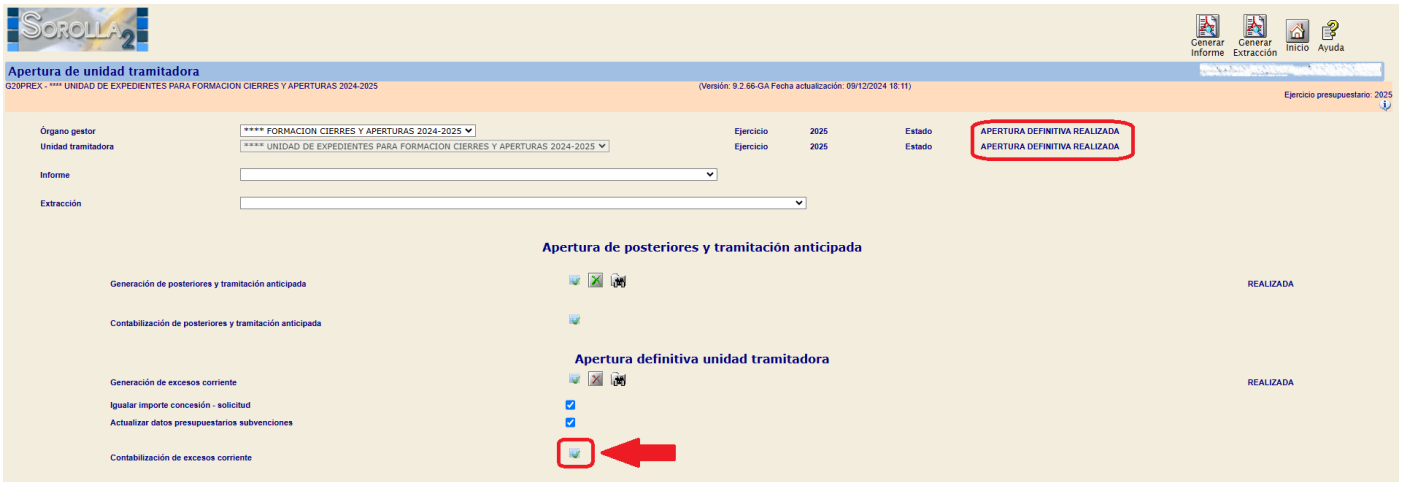 SOROLLA2
Generar Informe
Generar Extracción
Inicio
Ayuda
Apertura de unidad tramitadora
G20PREX - **** UNIDAD DE EXPEDIENTES PARA FORMACION CIERRES Y APERTURAS 2024-2025 (Versión: 9.2.66-GA Fecha actualización: 09/12/2024 18:11)
Ejercicio presupuestario: 2025
Órgano gestor **** FORMACION CIERRES Y APERTURAS 2024-2025 Ejercicio 2025 Estado APERTURA DEFINITIVA REALIZADA
Unidad tramitadora **** UNIDAD DE EXPEDIENTES PARA FORMACION CIERRES Y APERTURAS 2024-2025 Ejercicio 2025 Estado APERTURA DEFINITIVA REALIZADA
Informe
Extracción
Apertura de posteriores y tramitación anticipada
Generación de posteriores y tramitación anticipada REALIZADA
Contabilización de posteriores y tramitación anticipada
Apertura definitiva unidad tramitadora
Generación de excesos corriente REALIZADA
Igualar importe concesión - solicitud
Actualizar datos presupuestarios subvenciones
Contabilización de excesos corriente